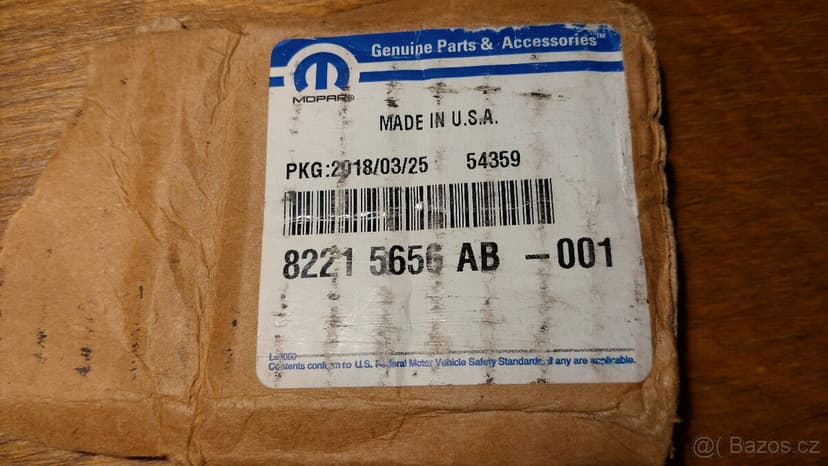 Genuine Parts & Accessories™
MOPAR®
MADE IN U.S.A.
PKG:2018/03/25 54359
8221 5656 AB - 001
Contents conform to U.S. Federal Motor Vehicle Safety Standards, if any are applicable.
@( Bazos.cz